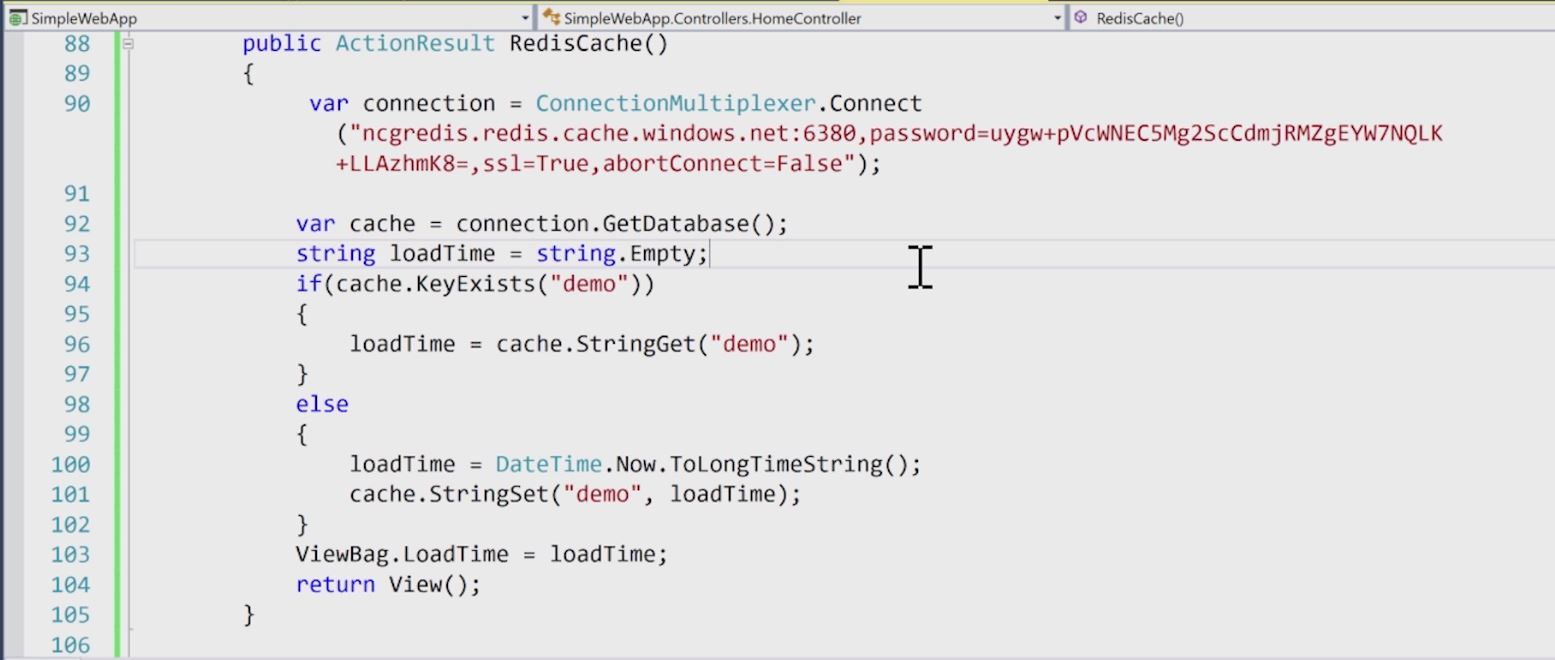 SimpleWebApp SimpleWebApp.Controllers.HomeController RedisCache()
88 public ActionResult RedisCache()
89 {
90 var connection = ConnectionMultiplexer.Connect
("ncgredis.redis.cache.windows.net:6380,password=uygw+pVcWNEC5Mg2ScCdmjRMZgEYW7NQLK
+LLAzhmK8=,ssl=True,abortConnect=False");
91
92 var cache = connection.GetDatabase();
93 string loadTime = string.Empty;
94 if(cache.KeyExists("demo"))
95 {
96 loadTime = cache.StringGet("demo");
97 }
98 else
99 {
100 loadTime = DateTime.Now.ToLongTimeString();
101 cache.StringSet("demo", loadTime);
102 }
103 ViewBag.LoadTime = loadTime;
104 return View();
105 }
106